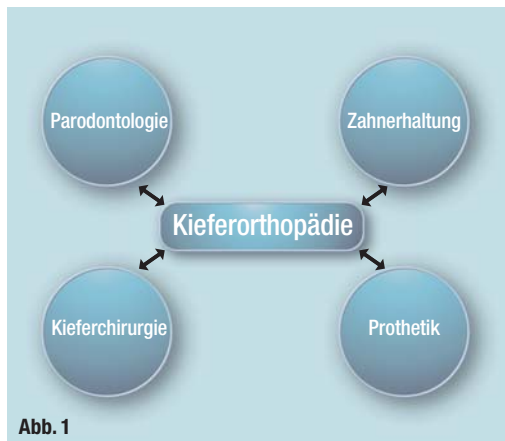 Parodontologie
Zahnerhaltung
Kieferorthopädie
Kieferchirurgie
Prothetik
Abb. 1